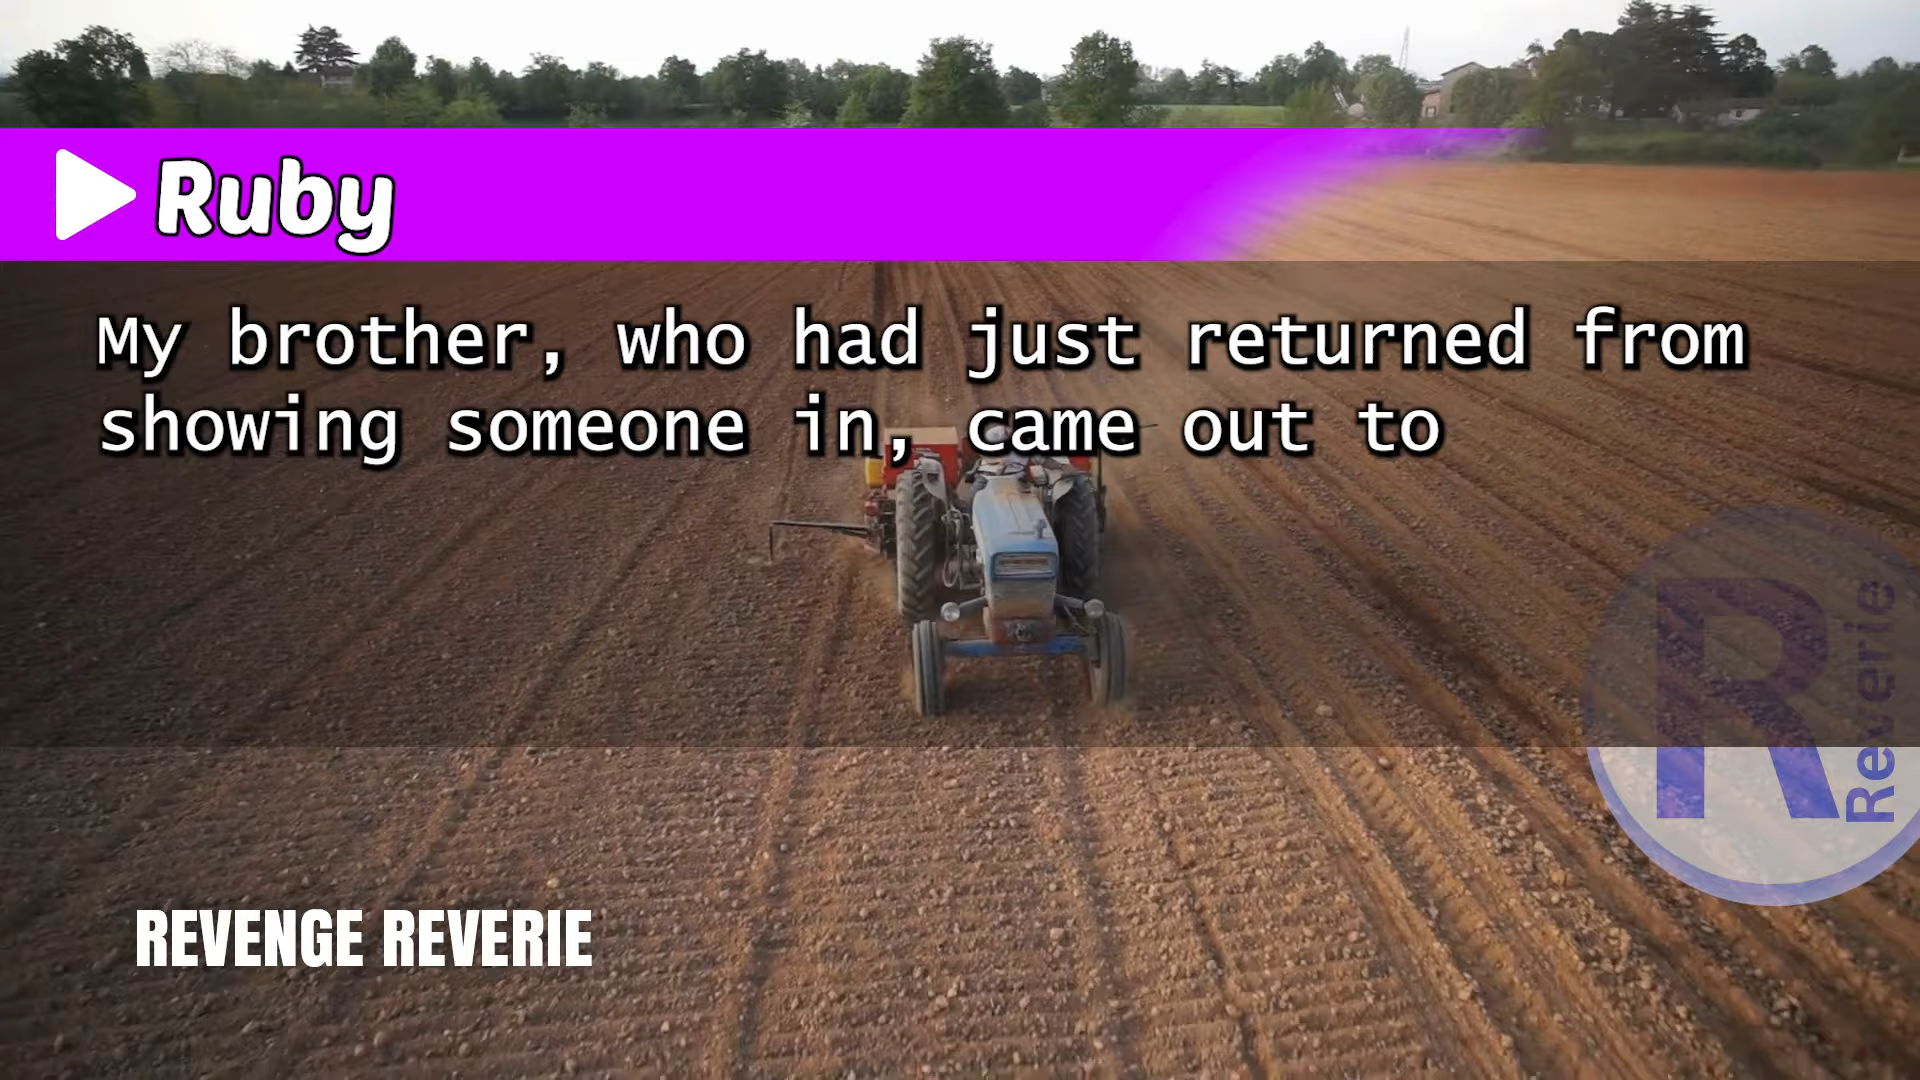 Ruby
My brother, who had just returned from
showing someone in, came out to
R
Reverie
REVENGE REVERIE